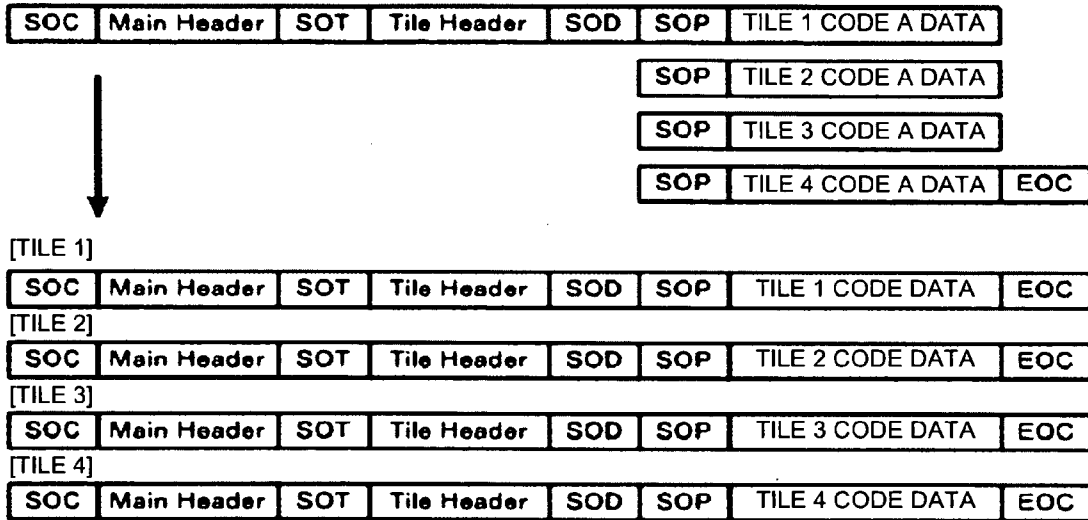 SOC Main Header SOT Tile Header SOD SOP TILE 1 CODE A DATA
SOP TILE 2 CODE A DATA
SOP TILE 3 CODE A DATA
SOP TILE 4 CODE A DATA EOC
[TILE 1]
SOC Main Header SOT Tile Header SOD SOP TILE 1 CODE DATA EOC
[TILE 2]
SOC Main Header SOT Tile Header SOD SOP TILE 2 CODE DATA EOC
[TILE 3]
SOC Main Header SOT Tile Header SOD SOP TILE 3 CODE DATA EOC
[TILE 4]
SOC Main Header SOT Tile Header SOD SOP TILE 4 CODE DATA EOC